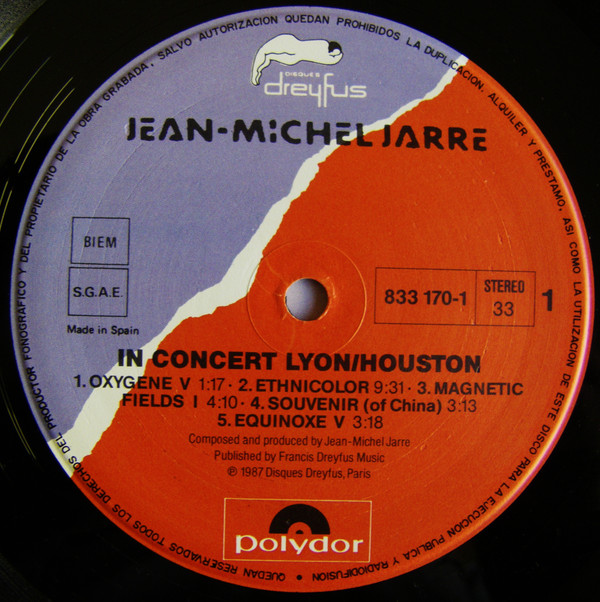 QUEDAN RESERVADOS TODOS LOS DERECHOS DEL PRODUCTOR FONOGRAFICO Y DEL PROPIETARIO DE LA OBRA GRABADA, SALVO AUTORIZACION QUEDAN PROHIBIDOS LA DUPLICACION, ALQUILER Y PRESTAMO, ASI COMO LA UTILIZACION DE ESTE DISCO PARA LA EJECUCION PUBLICA Y RADIODIFUSION •
DISQUES
dreyfus
JEAN-MICHEL JARRE
BIEM
S.G.A.E.
Made in Spain
833 170-1
STEREO
33
1
IN CONCERT LYON/HOUSTON
1. OXYGENE V 1:17 · 2. ETHNICOLOR 9:31 · 3. MAGNETIC
FIELDS I 4:10 · 4. SOUVENIR (of China) 3:13
5. EQUINOXE V 3:18
Composed and produced by Jean-Michel Jarre
Published by Francis Dreyfus Music
℗ 1987 Disques Dreyfus, Paris
polydor